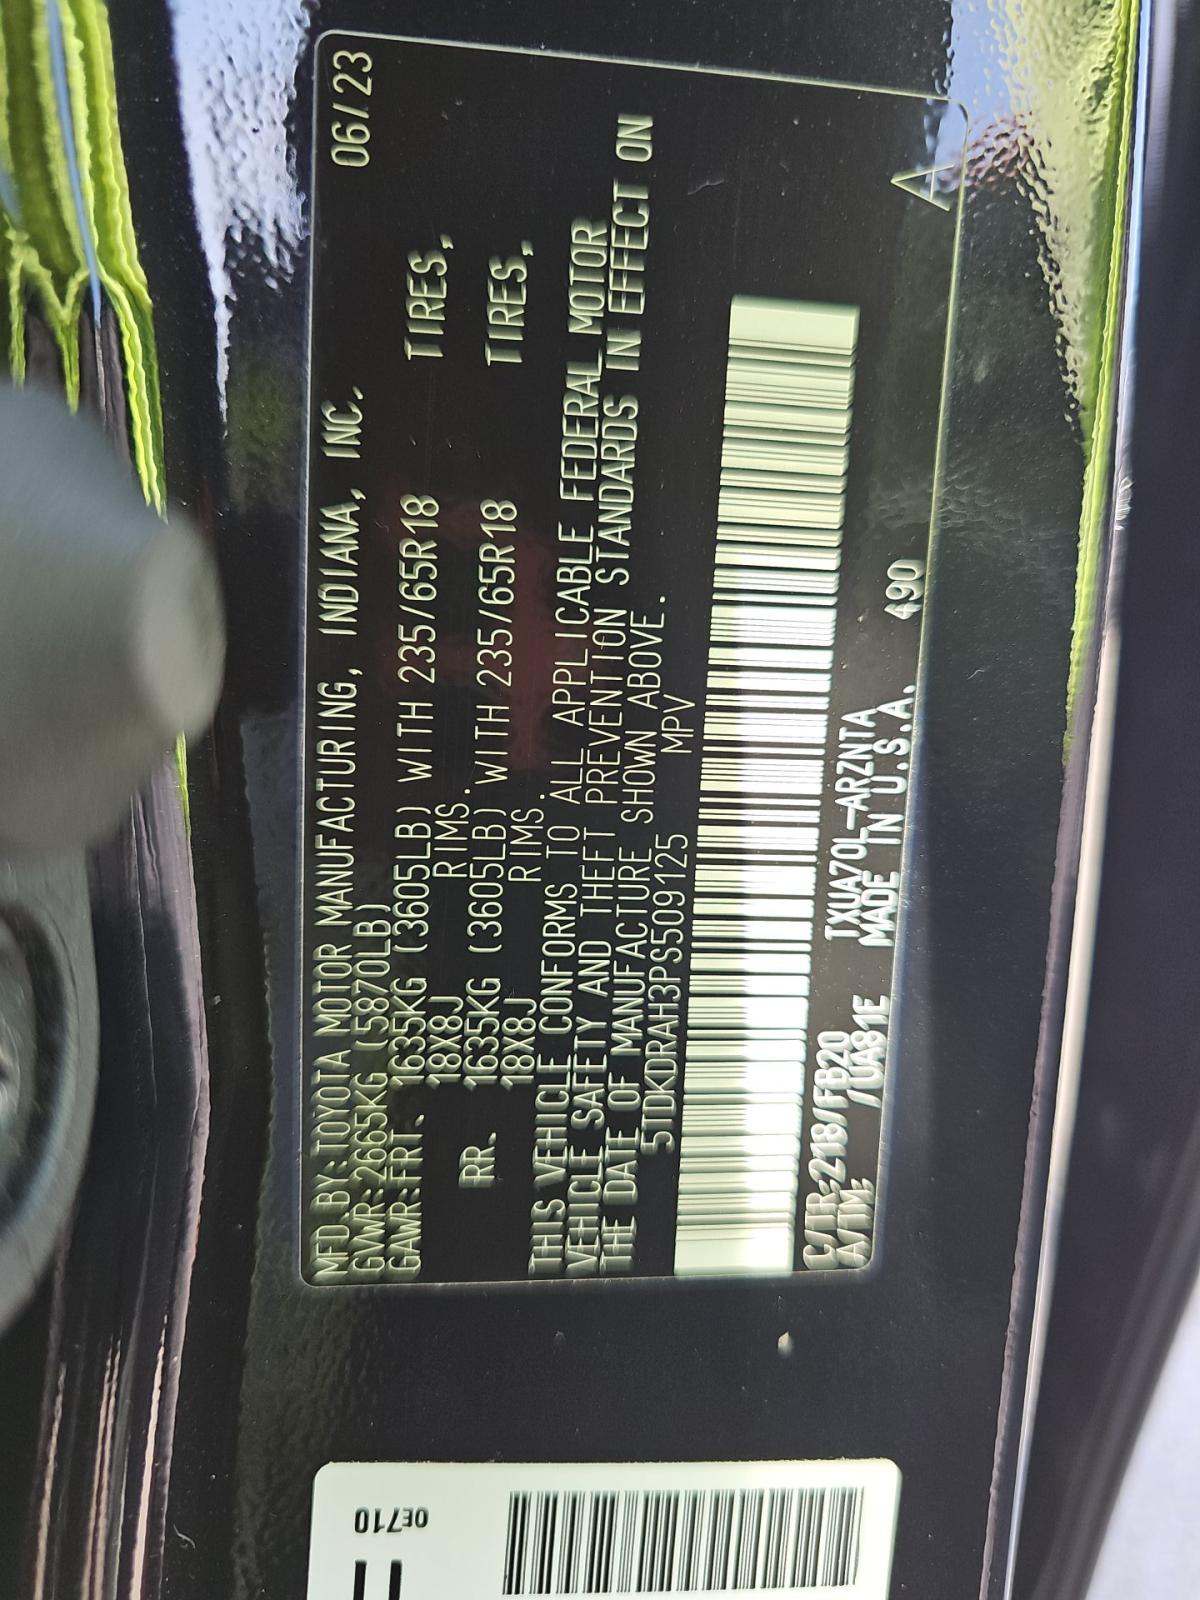 MFD. BY: TOYOTA MOTOR MANUFACTURING, INDIANA, INC. 06/23
GVWR: 2665KG (5870LB)
GAWR: FRT. 1635KG (3605LB) WITH 235/65R18 TIRES,
18X8J RIMS.
RR. 1635KG (3605LB) WITH 235/65R18 TIRES,
18X8J RIMS.
THIS VEHICLE CONFORMS TO ALL APPLICABLE FEDERAL MOTOR
VEHICLE SAFETY AND THEFT PREVENTION STANDARDS IN EFFECT ON
THE DATE OF MANUFACTURE SHOWN ABOVE.
5TDKDRAH3PS509125 MPV
C/TR: 218/FB20 TXUA70L-ARZNTA
A/TM: /UA81E MADE IN U.S.A. 490
A
0E710
0E710